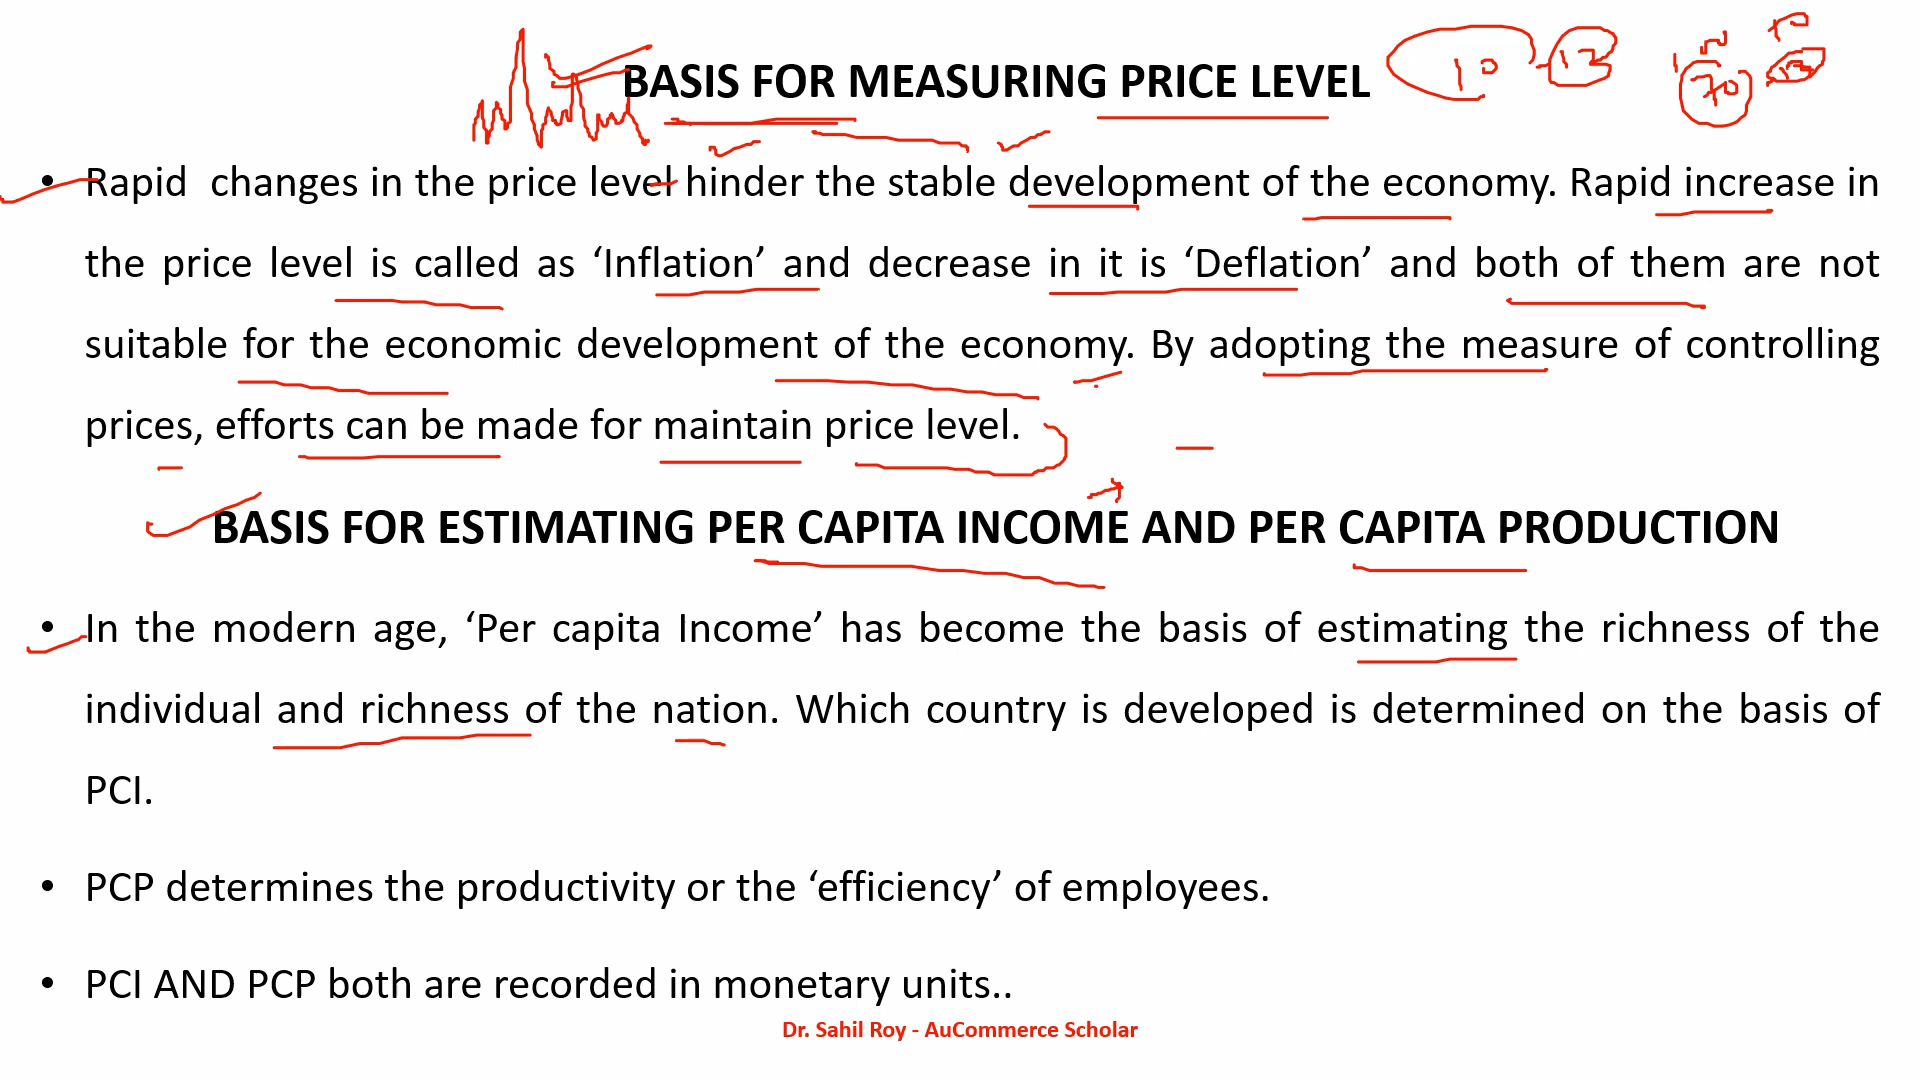 BASIS FOR MEASURING PRICE LEVEL
10 - 12
70
• Rapid changes in the price level hinder the stable development of the economy. Rapid increase in
the price level is called as ‘Inflation’ and decrease in it is ‘Deflation’ and both of them are not
suitable for the economic development of the economy. By adopting the measure of controlling
prices, efforts can be made for maintain price level.
BASIS FOR ESTIMATING PER CAPITA INCOME AND PER CAPITA PRODUCTION
• In the modern age, ‘Per capita Income’ has become the basis of estimating the richness of the
individual and richness of the nation. Which country is developed is determined on the basis of
PCI.
• PCP determines the productivity or the ‘efficiency’ of employees.
• PCI AND PCP both are recorded in monetary units..
Dr. Sahil Roy - AuCommerce Scholar